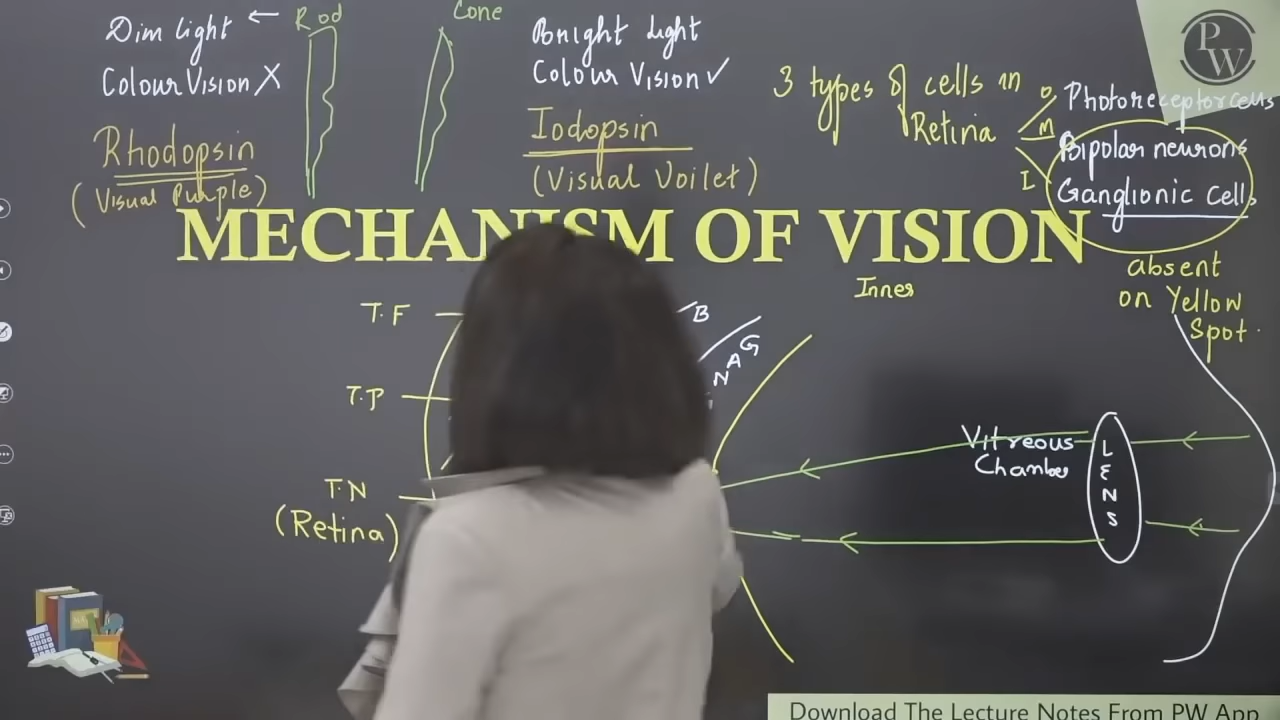 Dim Light ←
Colour Vision X
Rhodopsin
(Visual Purple)
Rod
Cone
Bright Light
Colour Vision ✓
Iodopsin
(Visual Voilet)
3 types of cells in
Retina
O Photoreceptor cells
M Bipolar neurons
I Ganglionic Cells
absent
on Yellow
Spot.
PW
MECHANISM OF VISION
Inner
T.F
T.P
T.N
(Retina)
B
G
A
N
Vitreous
Chamber
LENS
Download The Lecture Notes From PW App